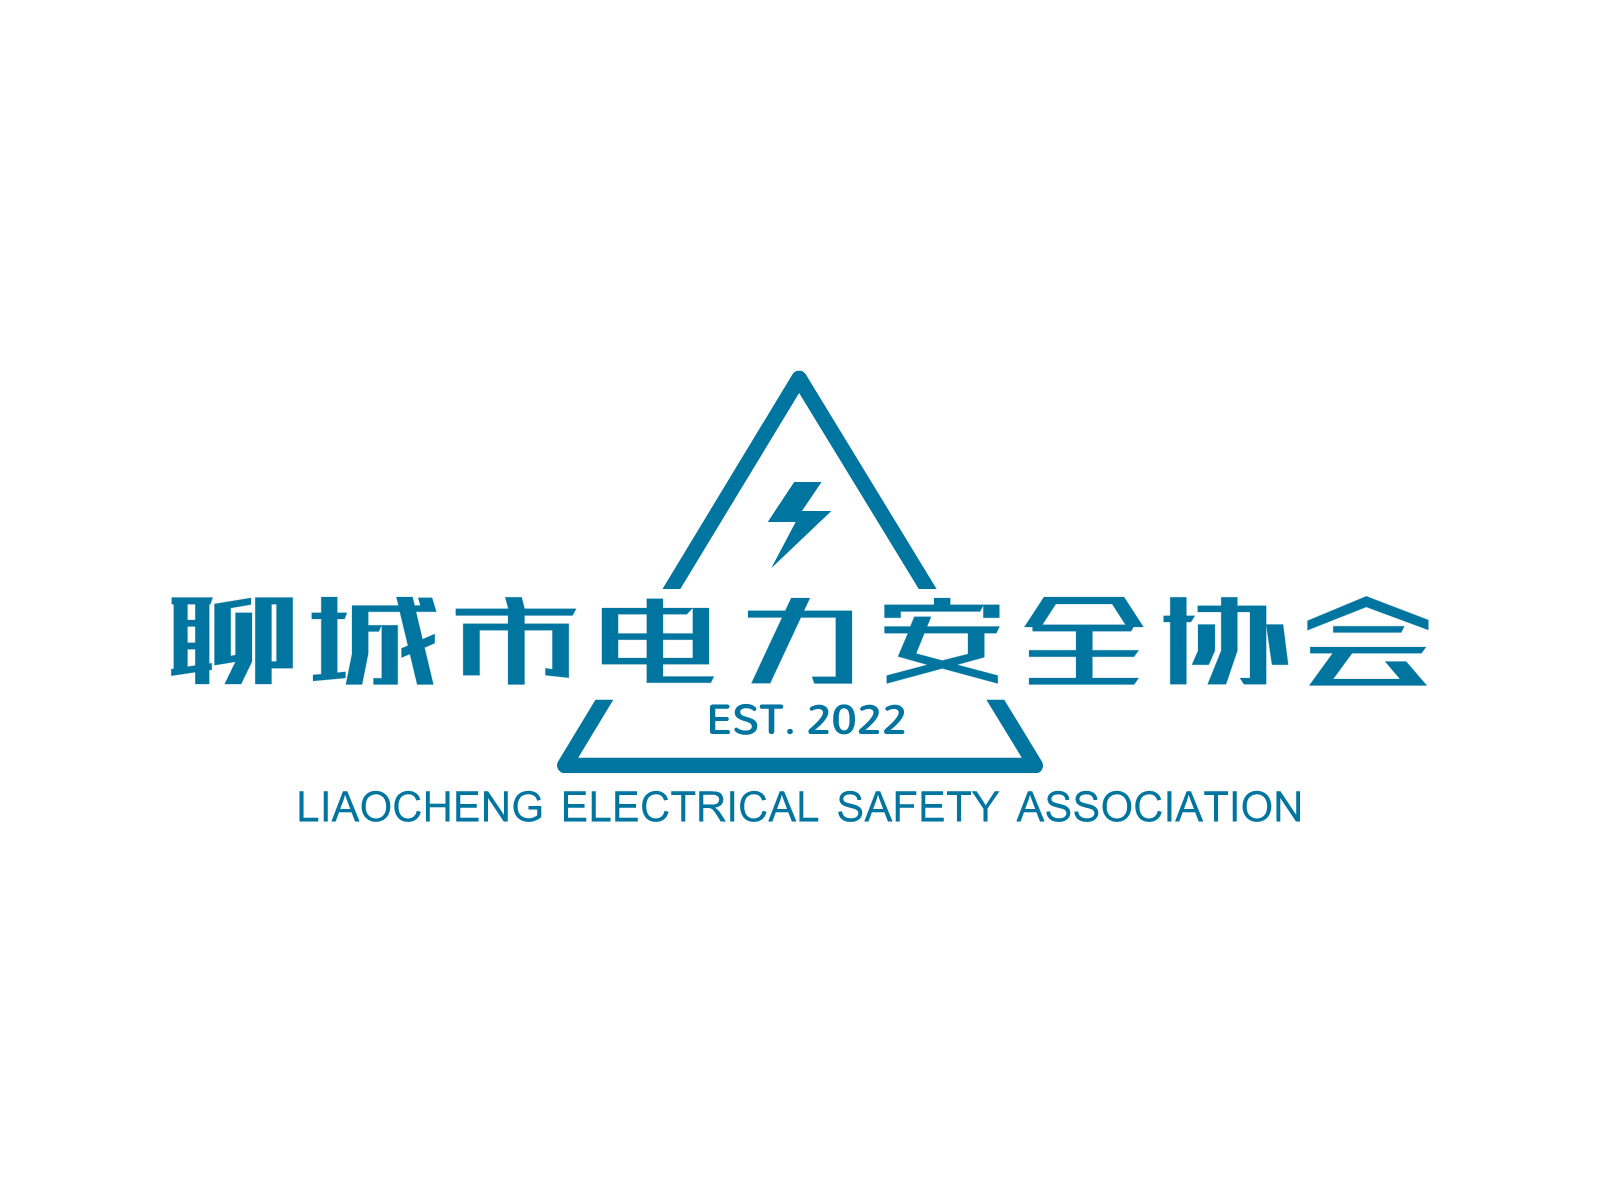 聊城市电力安全协会
EST. 2022
LIAOCHENG ELECTRICAL SAFETY ASSOCIATION